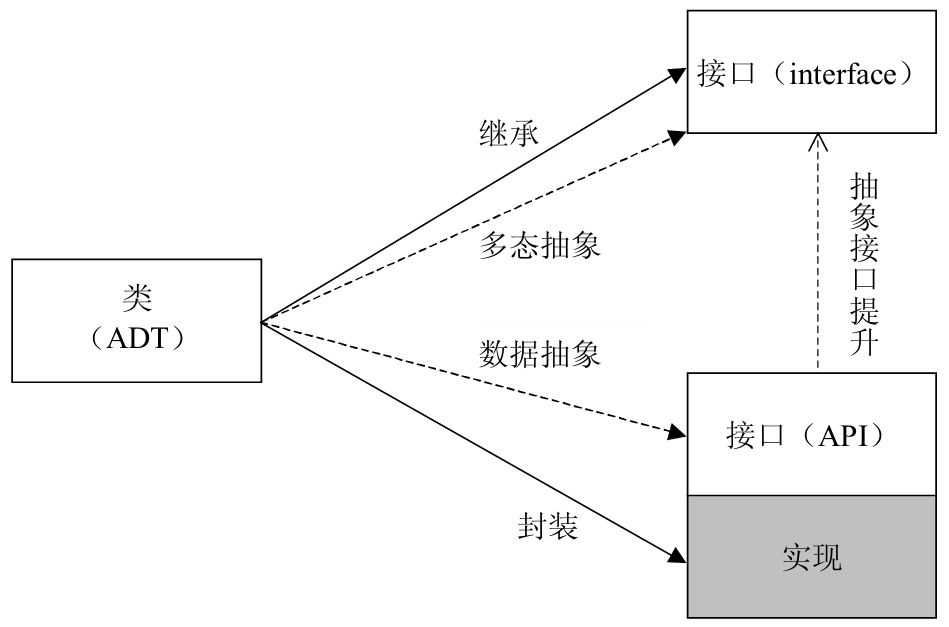 接口（interface）
继承
多态抽象
抽象接口提升
类
（ADT）
数据抽象
接口（API）
封装
实现